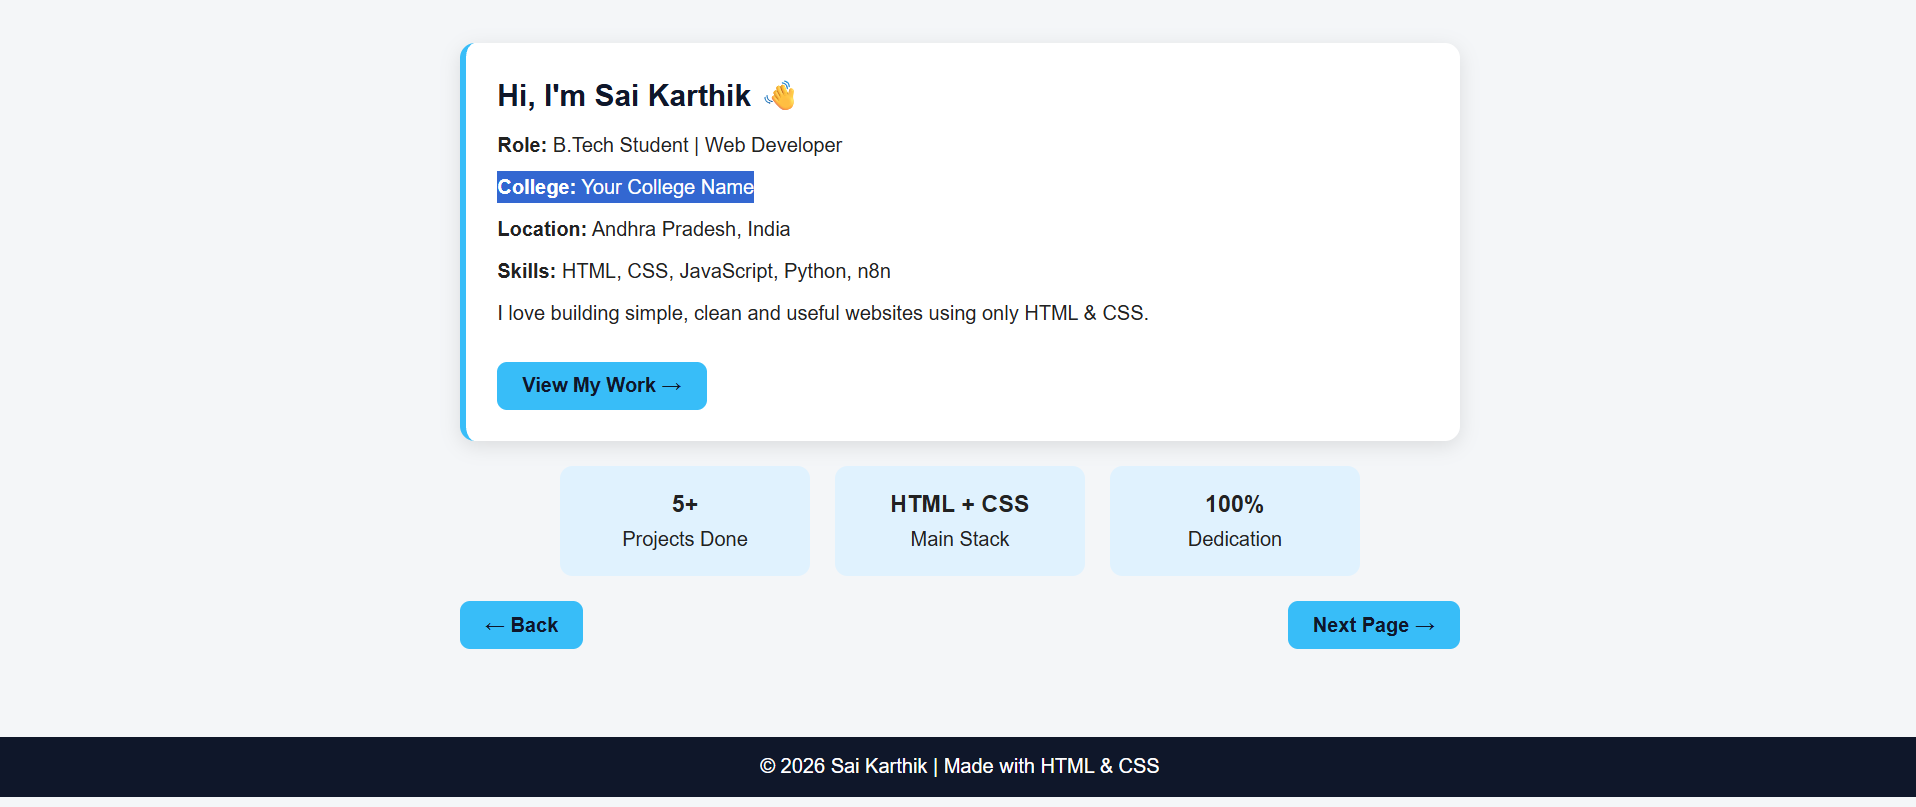 Hi, I'm Sai Karthik 👋
Role: B.Tech Student | Web Developer
College: Your College Name
Location: Andhra Pradesh, India
Skills: HTML, CSS, JavaScript, Python, n8n
I love building simple, clean and useful websites using only HTML & CSS.
View My Work →
5+
Projects Done
HTML + CSS
Main Stack
100%
Dedication
← Back
Next Page →
© 2026 Sai Karthik | Made with HTML & CSS